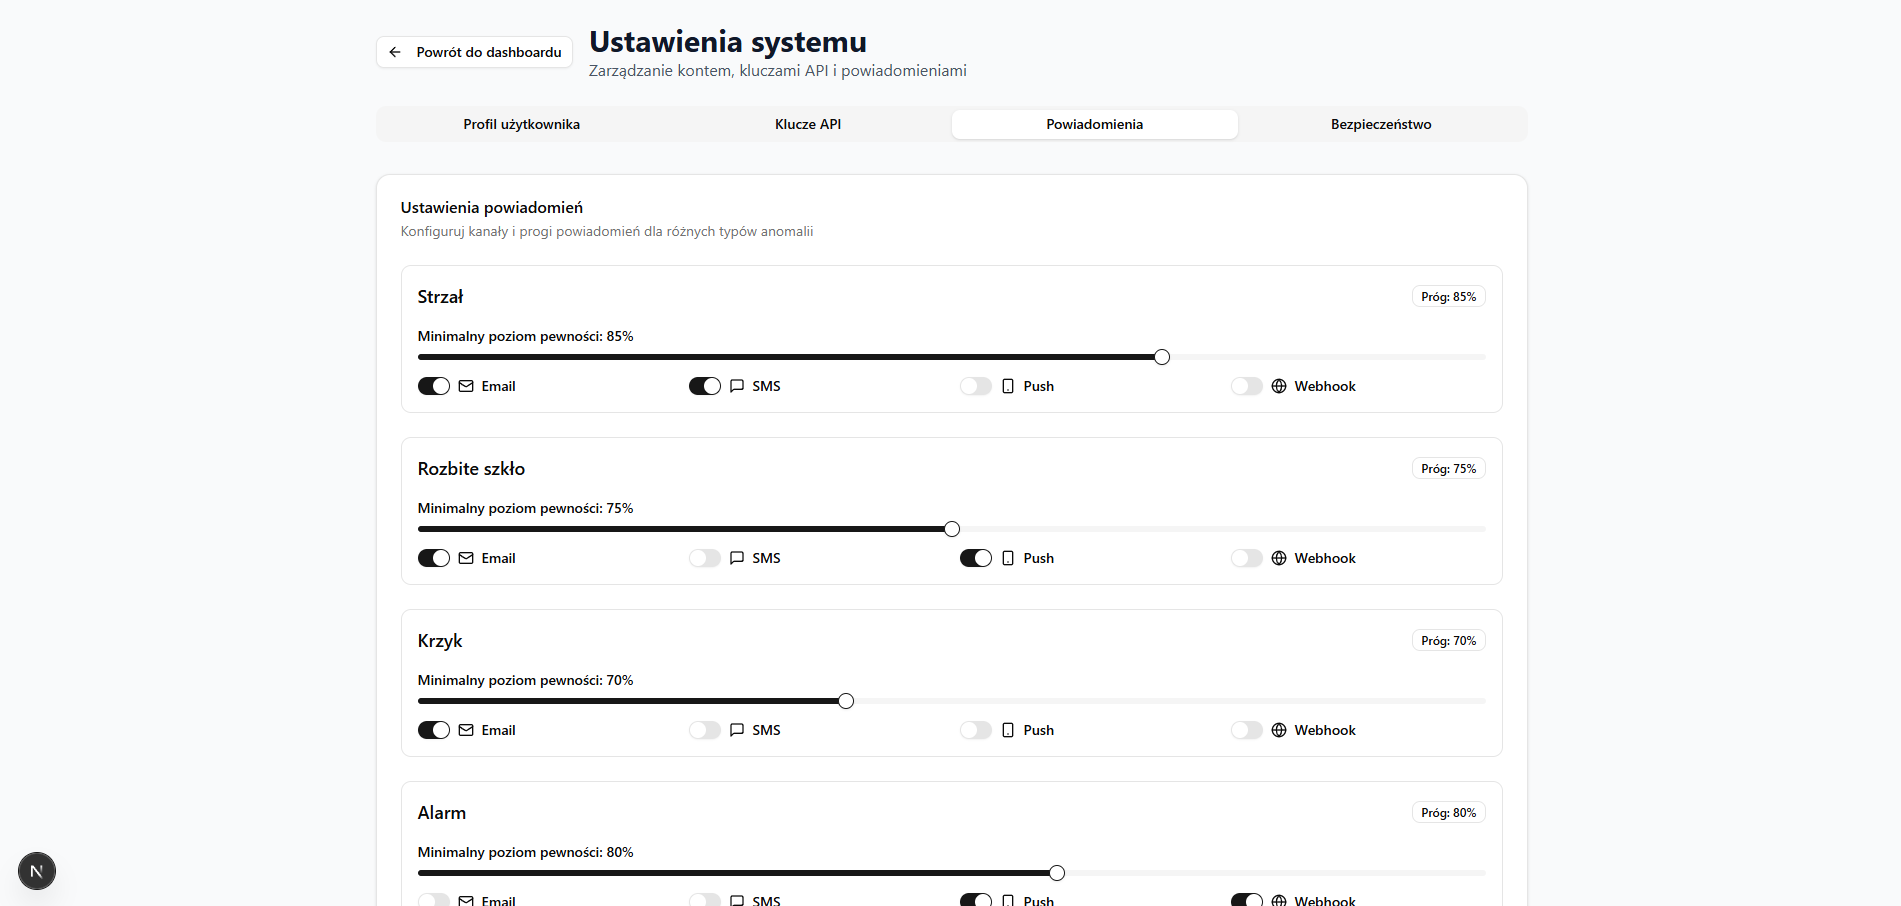 Powrót do dashboardu
Ustawienia systemu
Zarządzanie kontem, kluczami API i powiadomieniami
Profil użytkownika
Klucze API
Powiadomienia
Bezpieczeństwo
Ustawienia powiadomień
Konfiguruj kanały i progi powiadomień dla różnych typów anomalii
Strzał
Próg: 85%
Minimalny poziom pewności: 85%
Email
SMS
Push
Webhook
Rozbite szkło
Próg: 75%
Minimalny poziom pewności: 75%
Email
SMS
Push
Webhook
Krzyk
Próg: 70%
Minimalny poziom pewności: 70%
Email
SMS
Push
Webhook
Alarm
Próg: 80%
Minimalny poziom pewności: 80%
Email
SMS
Push
Webhook
N